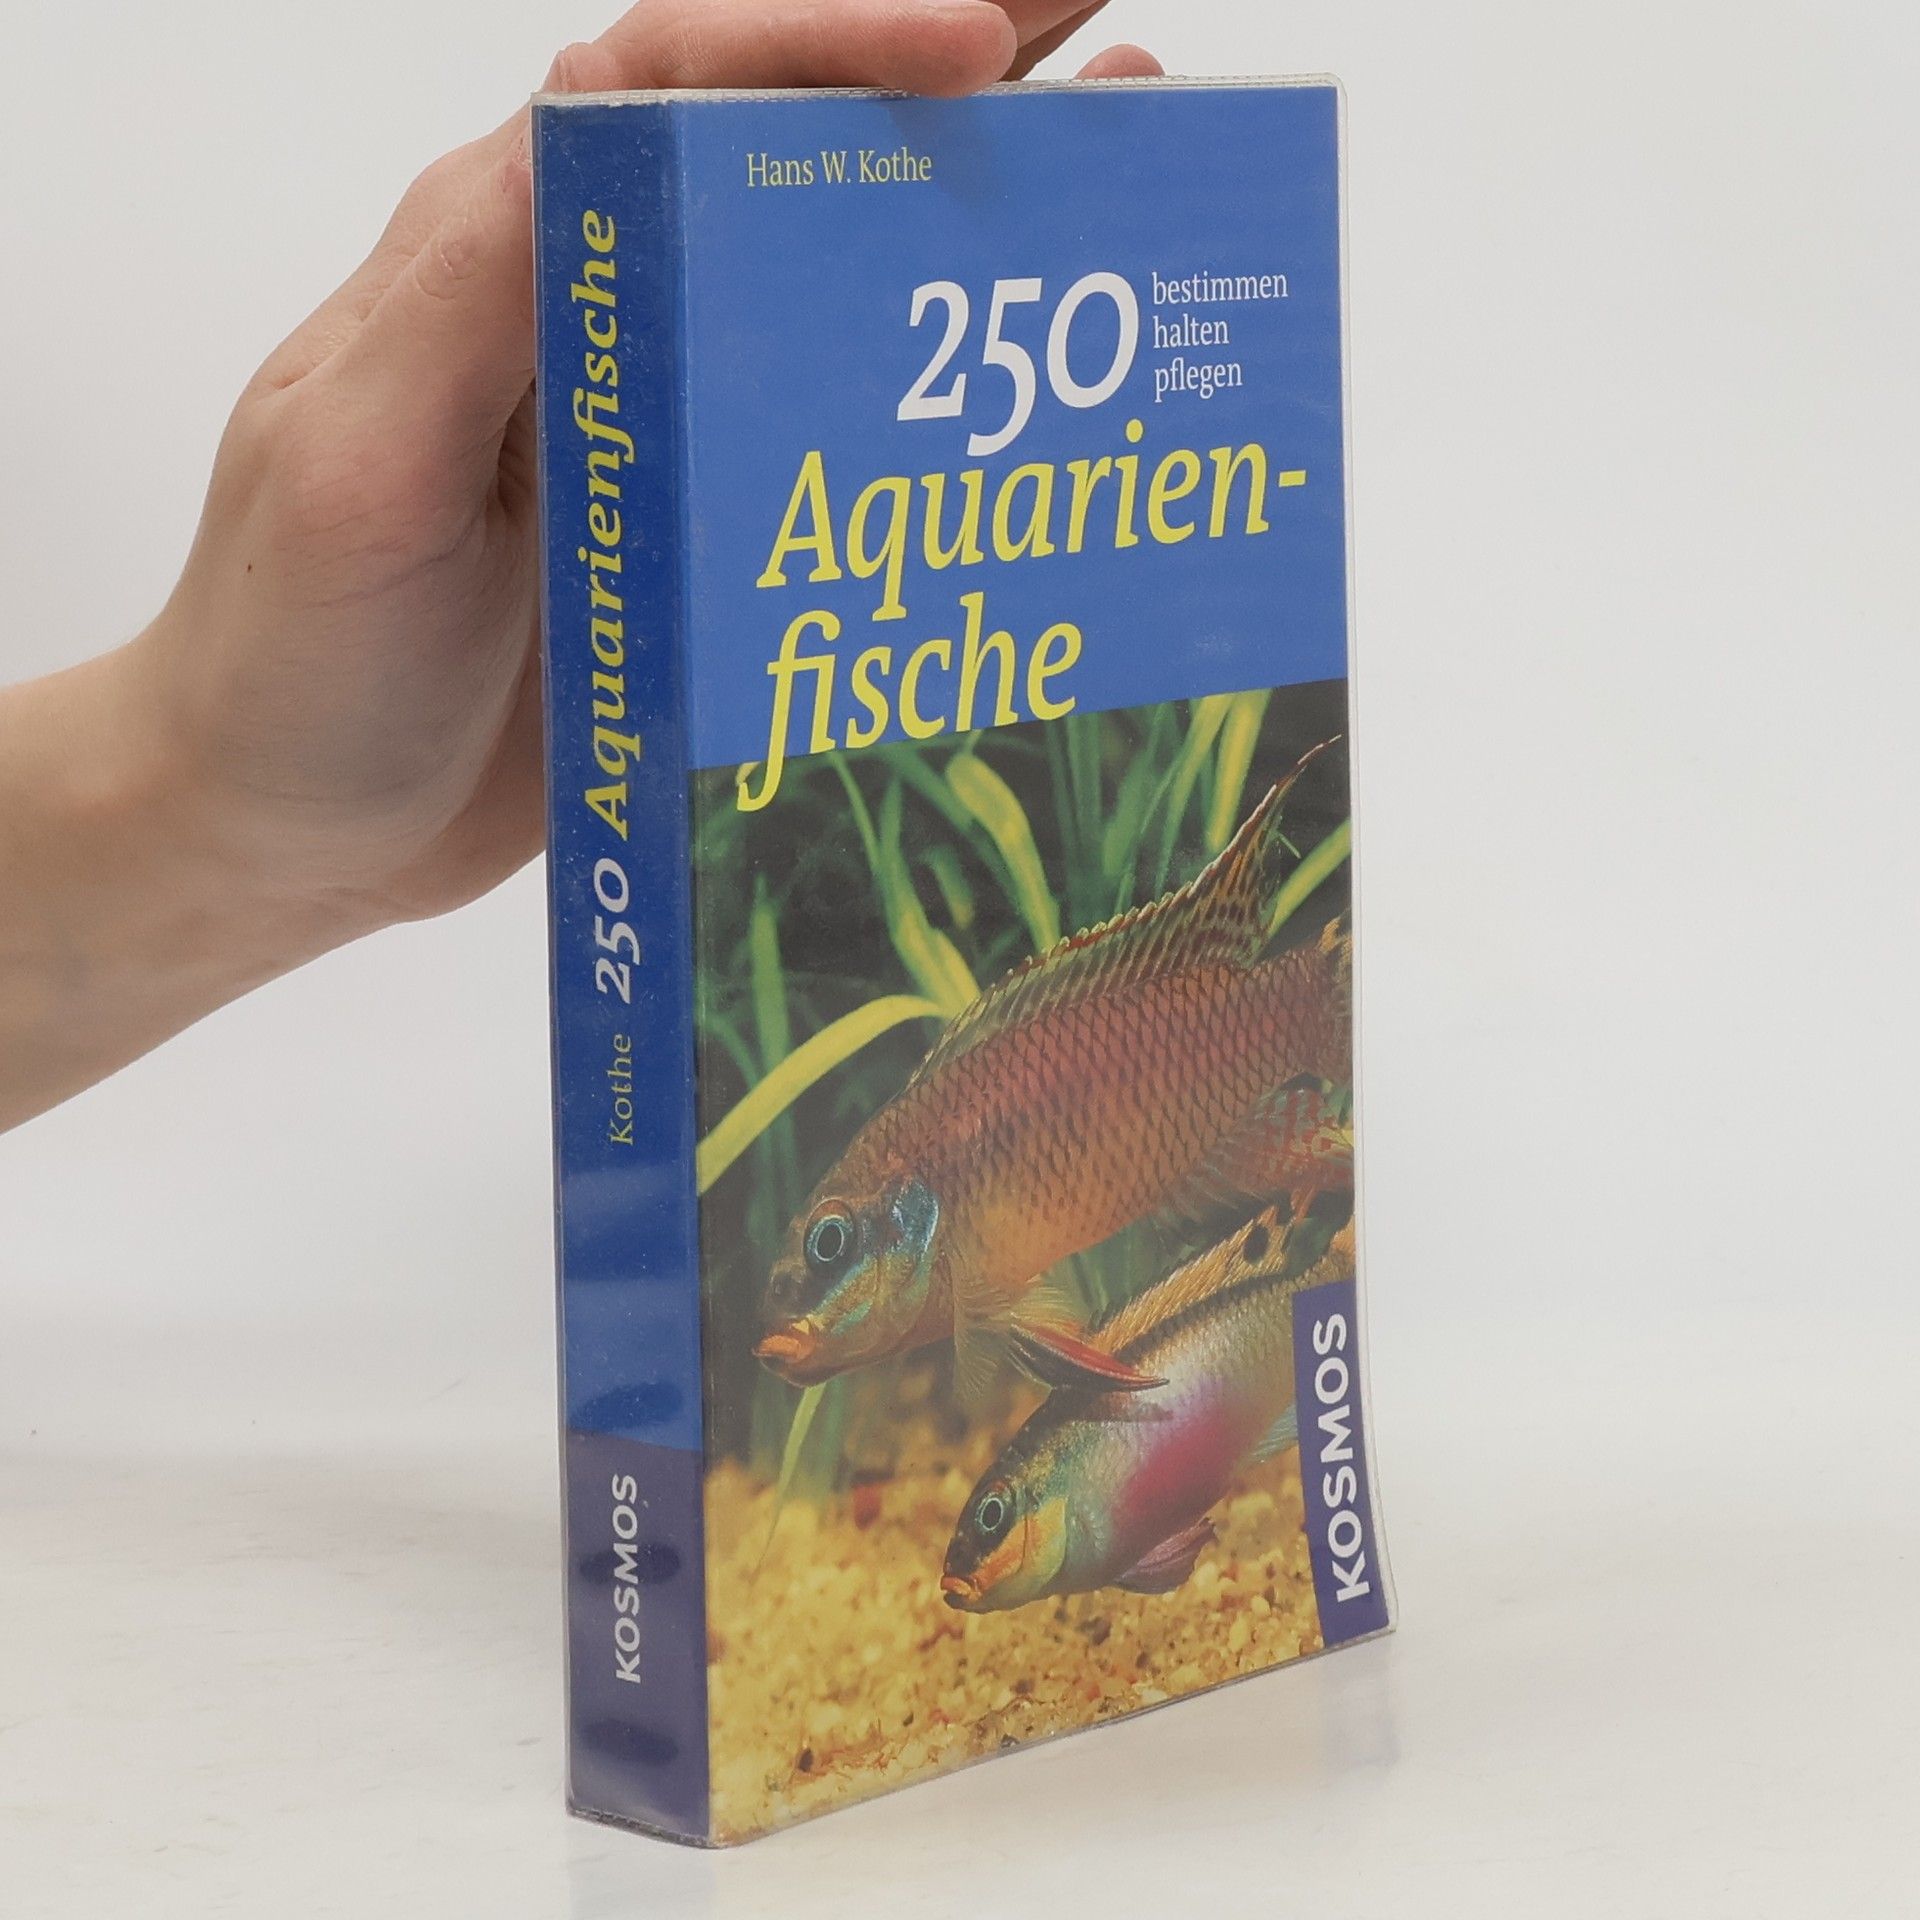 Hans W. Kothe
250
bestimmen
halten
pflegen
Aquarien-
fische
KOSMOS
Kothe 250 Aquarienfische
KOSMOS